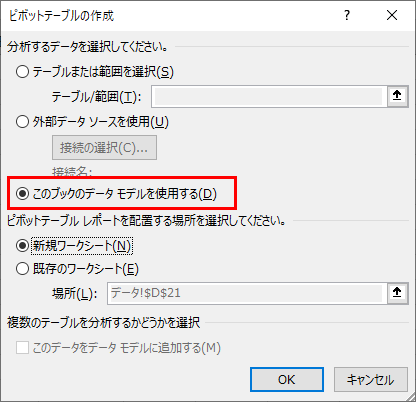 ピボットテーブルの作成
分析するデータを選択してください。
テーブルまたは範囲を選択(S)
テーブル/範囲(T):
外部データ ソースを使用(U)
接続の選択(C)...
接続名:
このブックのデータ モデルを使用する(D)
ピボットテーブル レポートを配置する場所を選択してください。
新規ワークシート(N)
既存のワークシート(E)
場所(L): データ!$D$21
複数のテーブルを分析するかどうかを選択
このデータをデータ モデルに追加する(M)
OK キャンセル